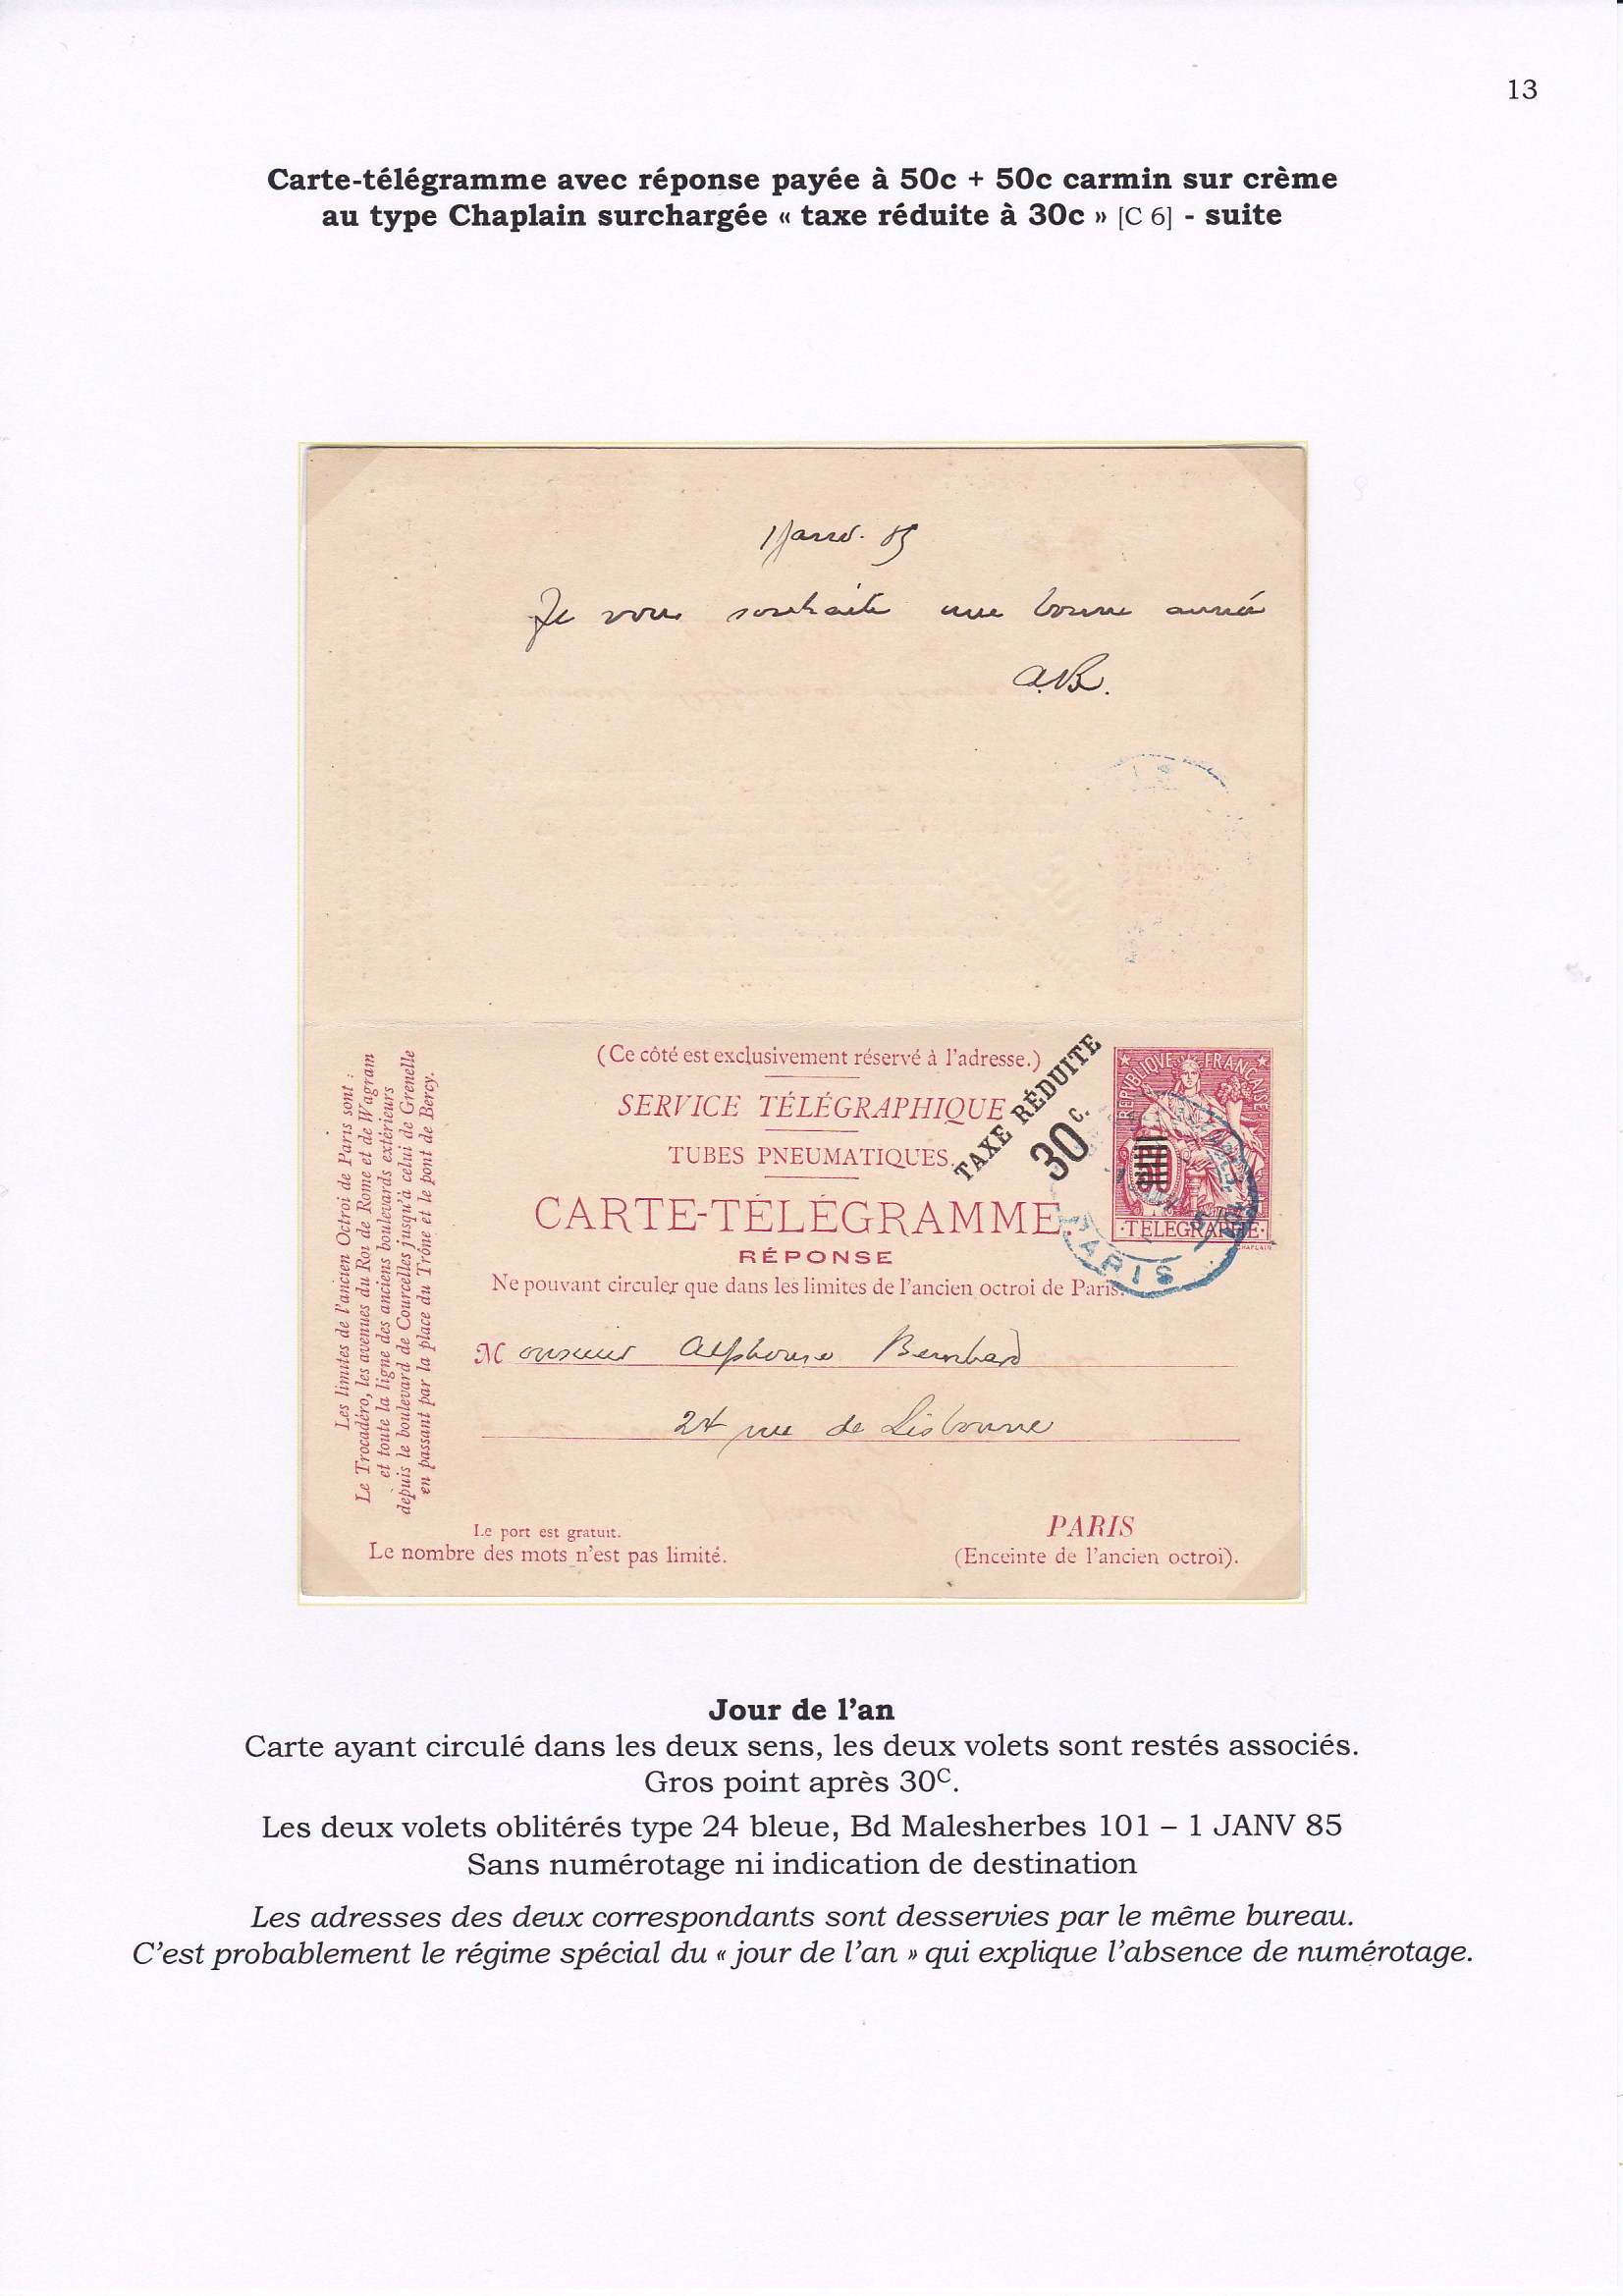 13
Carte-télégramme avec réponse payée à 50c + 50c carmin sur crème
au type Chaplain surchargée « taxe réduite à 30c » [C 6] - suite
1 Janv. 85
Je vous souhaite une bonne année
A.B.
(Ce côté est exclusivement réservé à l'adresse.)
SERVICE TÉLÉGRAPHIQUE
TUBES PNEUMATIQUES.
CARTE-TÉLÉGRAMME.
RÉPONSE
Ne pouvant circuler que dans les limites de l'ancien octroi de Paris.
TAXE RÉDUITE
30c.
REPUBLIQUE FRANÇAISE
·TELEGRAPHE·
CHAPLAIN
PARIS
Monsieur Alphonse Bernhard
24 rue de Lisbonne
Les limites de l'ancien Octroi de Paris sont :
Le Trocadéro, les avenues du Roi de Rome et de Wagram
et toute la ligne des anciens boulevards extérieurs
depuis le boulevard de Courcelles jusqu'à celui de Grenelle
en passant par la place du Trône et le pont de Bercy.
Le port est gratuit.
Le nombre des mots n'est pas limité.
PARIS
(Enceinte de l'ancien octroi).
Jour de l'an
Carte ayant circulé dans les deux sens, les deux volets sont restés associés.
Gros point après 30C.
Les deux volets oblitérés type 24 bleue, Bd Malesherbes 101 – 1 JANV 85
Sans numérotage ni indication de destination
Les adresses des deux correspondants sont desservies par le même bureau.
C'est probablement le régime spécial du « jour de l'an » qui explique l'absence de numérotage.